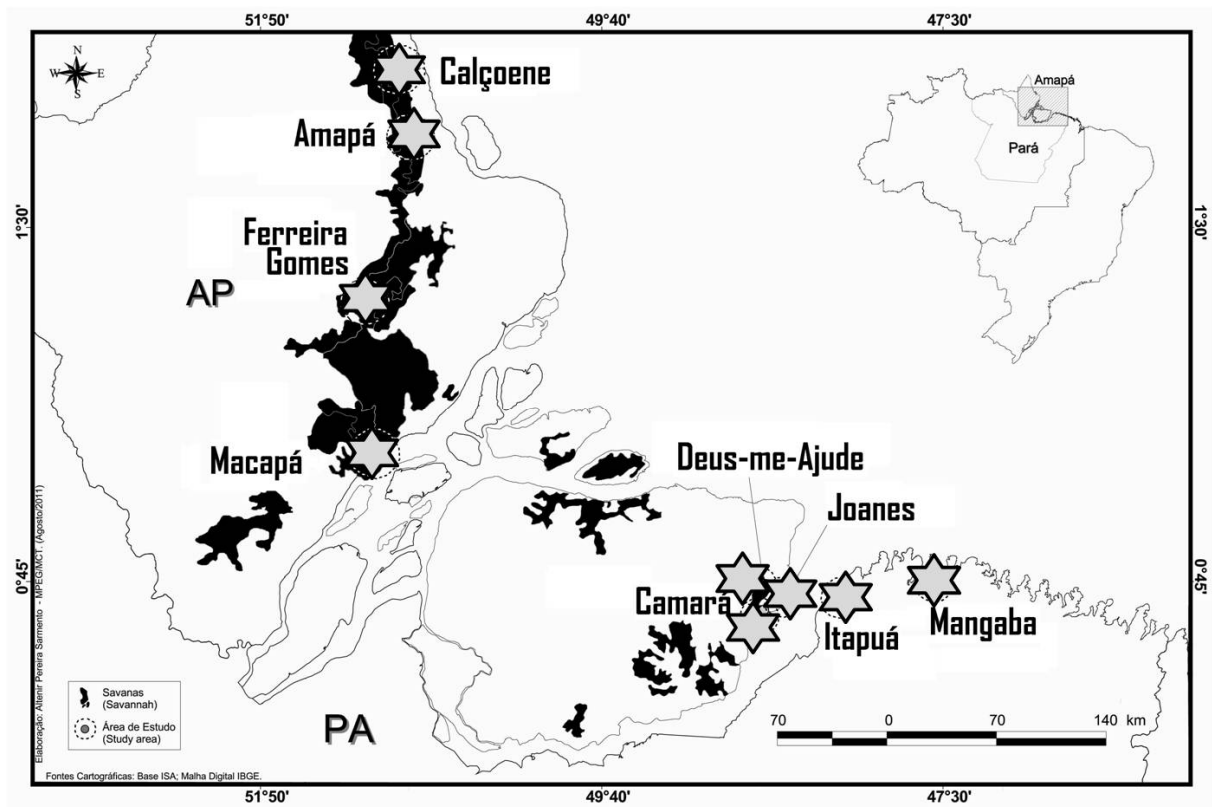 51°50'
49°40'
47°30'
N
W E
S
Calçoene
Amapá
Amapá
Pará
1°30'
1°30'
Ferreira
Gomes
AP
Macapá
Deus-me-Ajude
Joanes
0°45'
0°45'
Camará
Itapuá
Mangaba
Savanas
(Savannah)
Área de Estudo
(Study area)
PA
70 0 70 140 km
Elaboração: Altenir Pereira Sarmento - MPEG/MCT. (Agosto/2011)
Fontes Cartográficas: Base ISA; Malha Digital IBGE.
51°50'
49°40'
47°30'